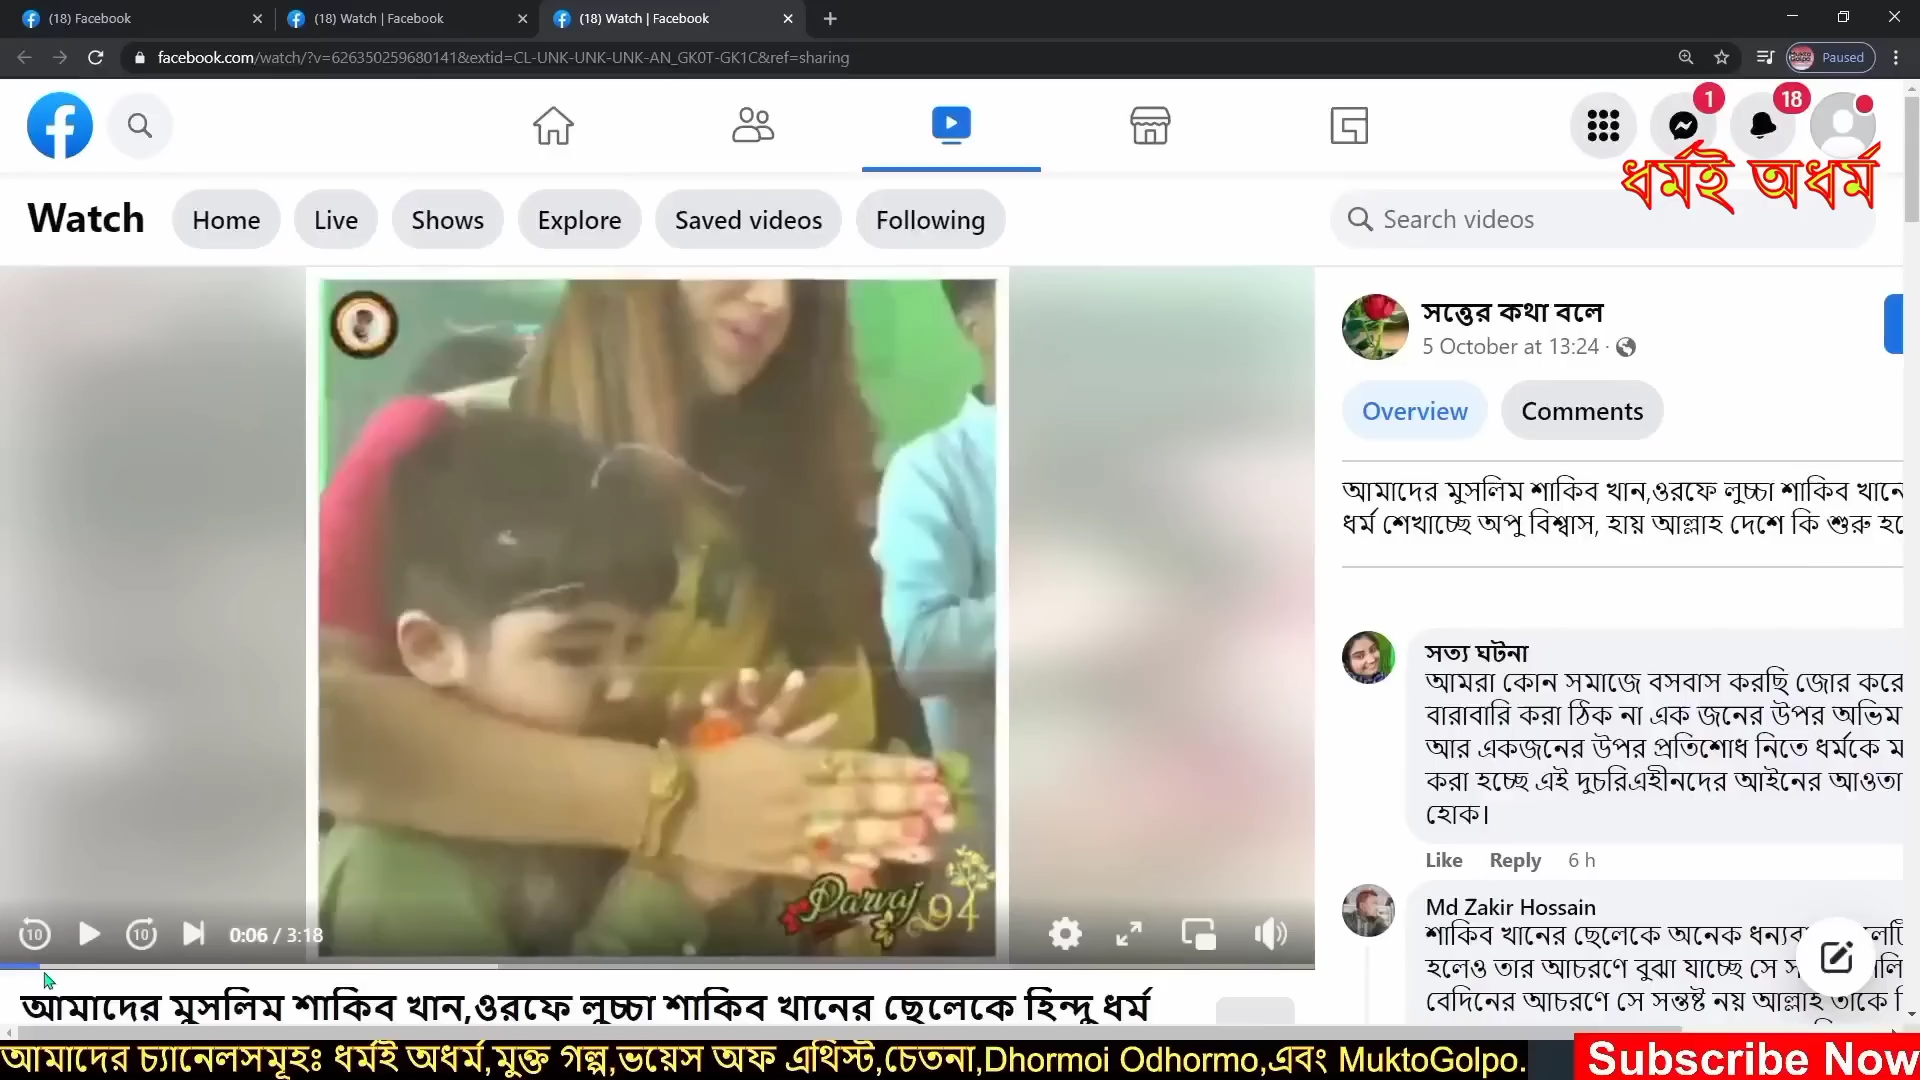 (18) Facebook
(18) Watch | Facebook
(18) Watch | Facebook
facebook.com/watch/?v=626350259680141&extid=CL-UNK-UNK-UNK-AN_GK0T-GK1C&ref=sharing
Paused
1
18
ধর্মই অধর্ম
Watch
Home
Live
Shows
Explore
Saved videos
Following
Search videos
সত্তের কথা বলে
5 October at 13:24
Overview
Comments
আমাদের মুসলিম শাকিব খান,ওরফে লুচ্চা শাকিব খানে
ধর্ম শেখাচ্ছে অপু বিশ্বাস, হায় আল্লাহ দেশে কি শুরু হ
সত্য ঘটনা
আমরা কোন সমাজে বসবাস করছি জোর করে
বারাবারি করা ঠিক না এক জনের উপর অভিম
আর একজনের উপর প্রতিশোধ নিতে ধর্মকে ম
করা হচ্ছে এই দুচরিএহীনদের আইনের আওতা
হোক।
Like Reply 6 h
Md Zakir Hossain
শাকিব খানের ছেলেকে অনেক ধন্যবা
হলেও তার আচরণে বুঝা যাচ্ছে সে
বেদিনের আচরণে সে সন্তষ্ট নয় আল্লাহ তাকে
Parvaj 94
10
10
0:06 / 3:18
আমাদের মুসলিম শাকিব খান,ওরফে লুচ্চা শাকিব খানের ছেলেকে হিন্দু ধর্ম
আমাদের চ্যানেলসমূহঃ ধর্মই অধর্ম,মুক্ত গল্প,ভয়েস অফ এথিস্ট,চেতনা,Dhormoi Odhormo,এবং MuktoGolpo.
Subscribe Now